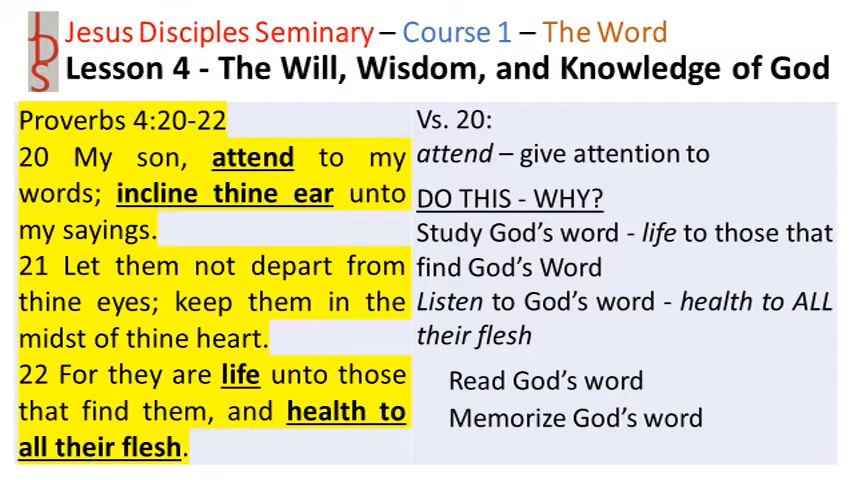 JDS
Jesus Disciples Seminary – Course 1 – The Word
Lesson 4 - The Will, Wisdom, and Knowledge of God
Proverbs 4:20-22
20 My son, attend to my
words; incline thine ear unto
my sayings.
21 Let them not depart from
thine eyes; keep them in the
midst of thine heart.
22 For they are life unto those
that find them, and health to
all their flesh.
Vs. 20:
attend – give attention to
DO THIS - WHY?
Study God's word - life to those that
find God's Word
Listen to God's word - health to ALL
their flesh
Read God's word
Memorize God's word